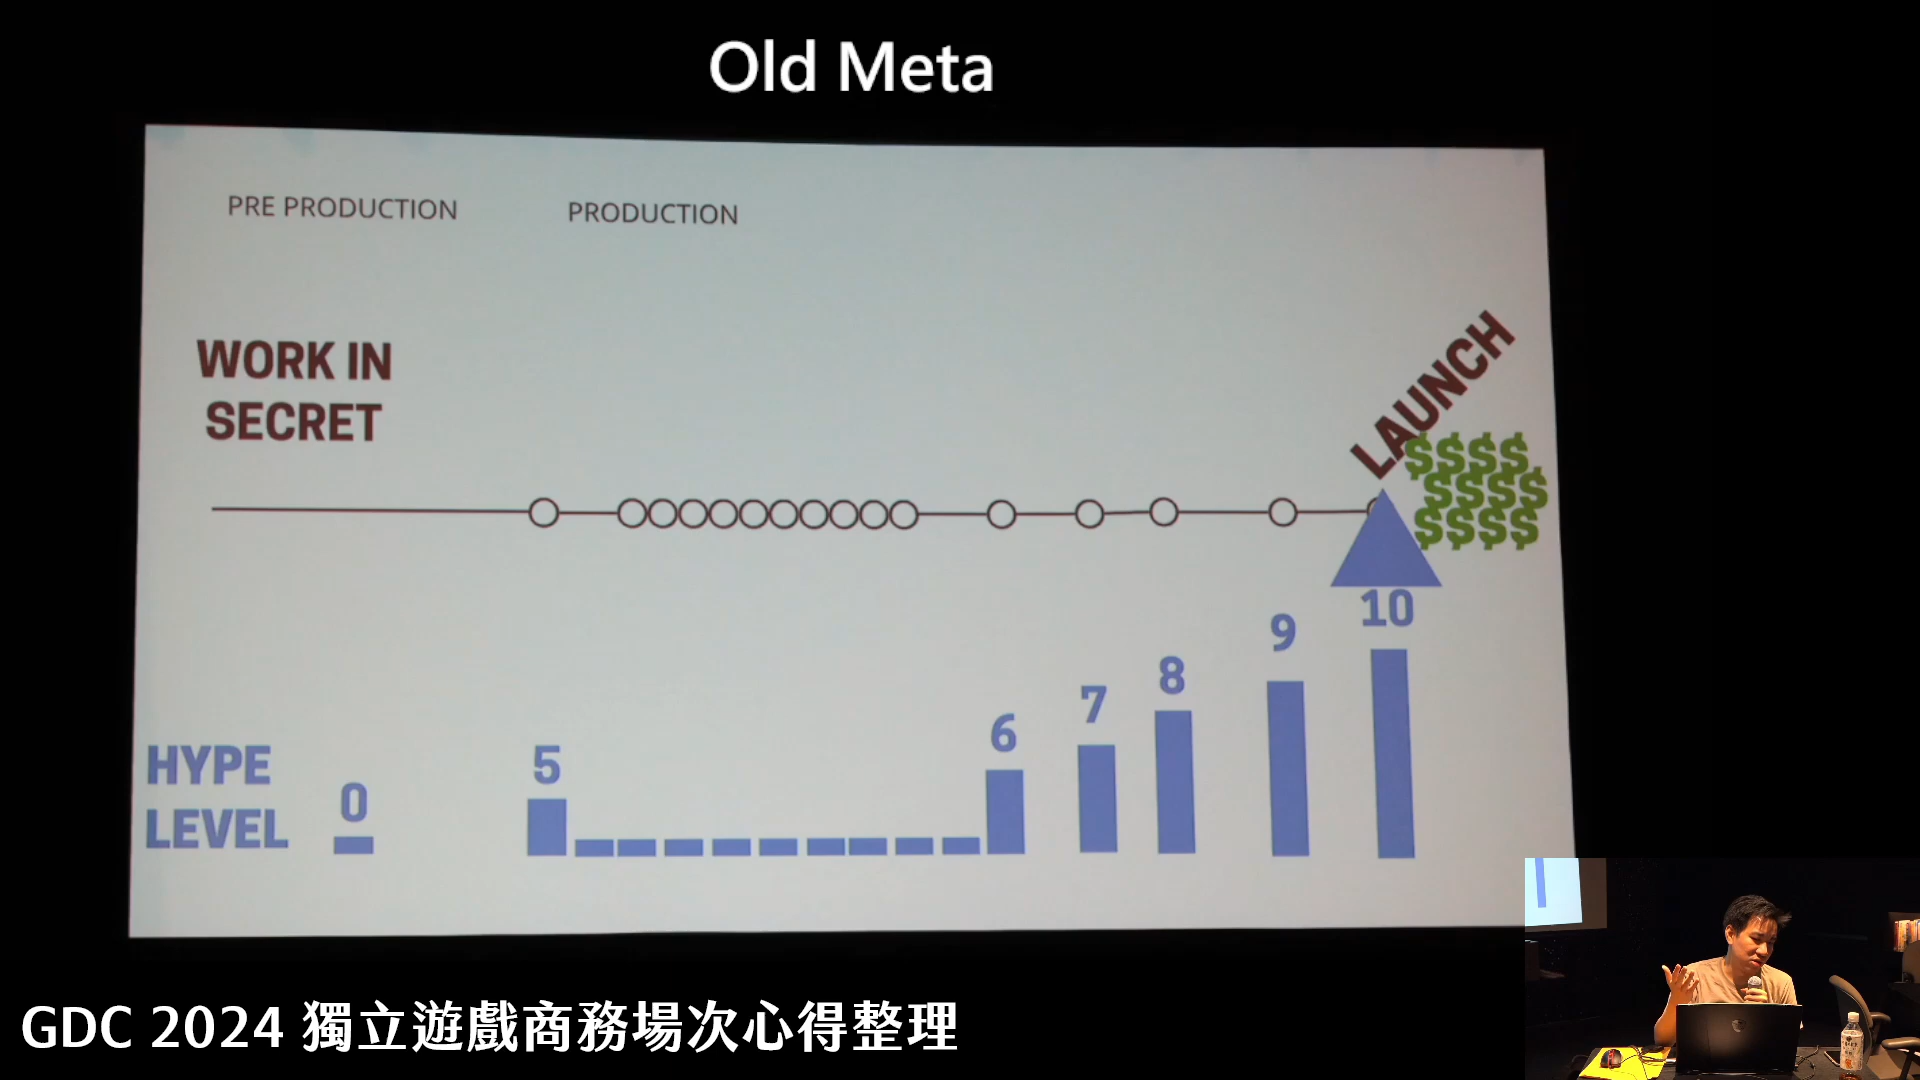 Old Meta
PRE PRODUCTION
PRODUCTION
WORK IN
SECRET
LAUNCH
$$$$
$$$$
$$$$
10
9
8
7
6
5
0
HYPE
LEVEL
GDC 2024 獨立遊戲商務場次心得整理